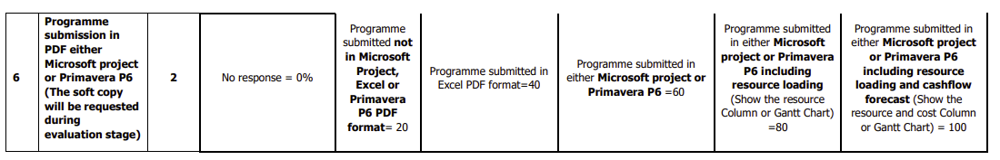 6
Programme
submission in
PDF either
Microsoft project
or Primavera P6
(The soft copy
will be requested
during
evaluation stage)
2
No response = 0%
Programme
submitted not
in Microsoft
Project,
Excel or
Primavera
P6 PDF
format= 20
Programme submitted in
Excel PDF format=40
Programme submitted in
either Microsoft project or
Primavera P6 =60
Programme submitted
in either Microsoft
project or Primavera
P6 including
resource loading
(Show the resource
Column or Gantt Chart)
=80
Programme submitted in
either Microsoft project
or Primavera P6
including resource
loading and cashflow
forecast (Show the
resource and cost Column
or Gantt Chart) = 100